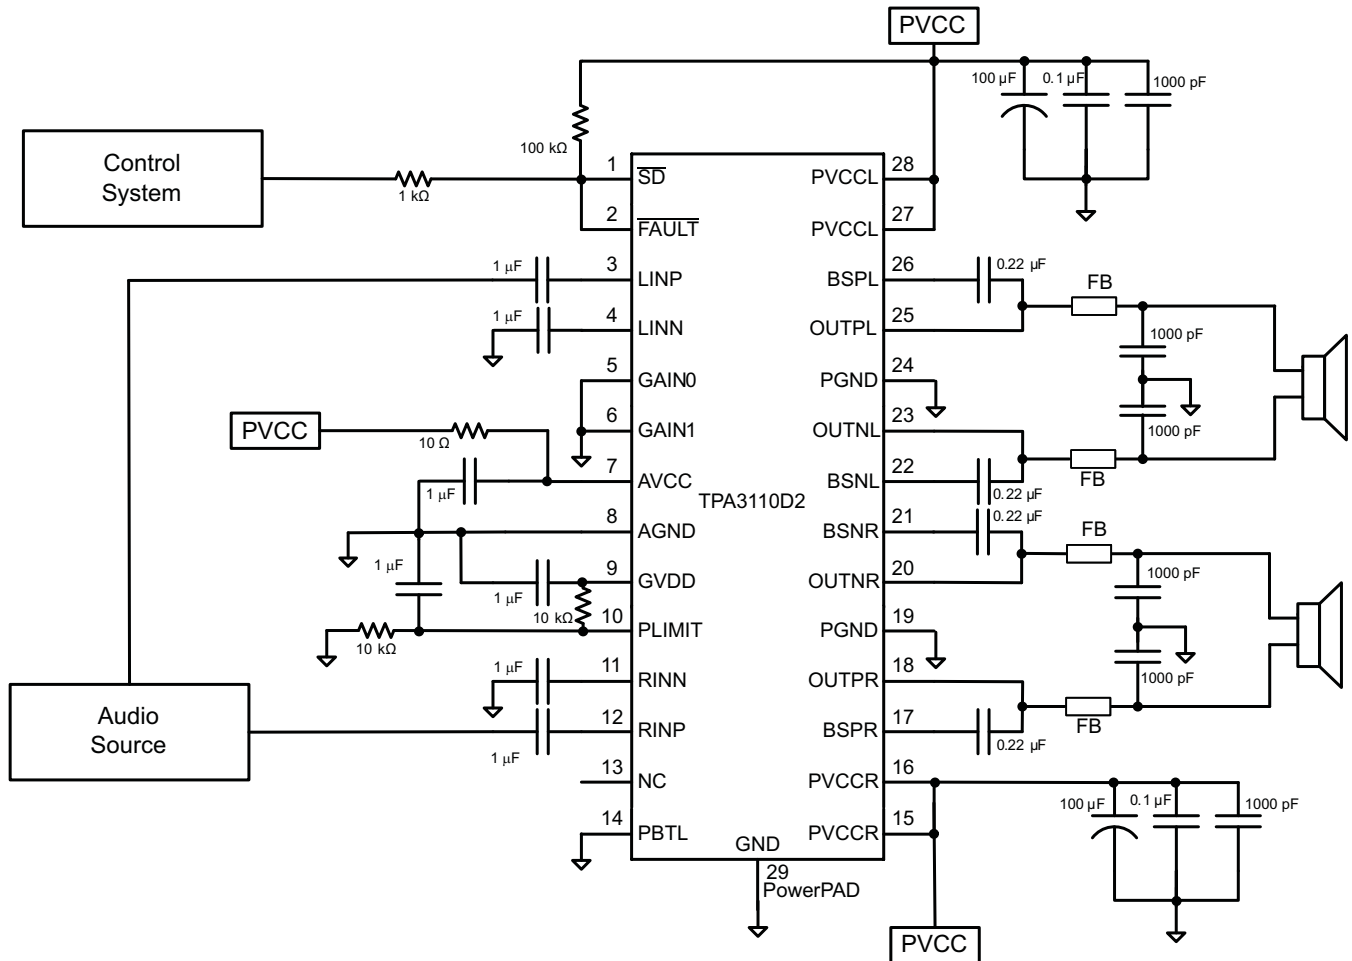 PVCC
100 µF
0.1 µF
1000 pF
Control
System
100 kΩ
1 kΩ
1
SD
28
PVCCL
2
FAULT
27
PVCCL
1 µF
3
LINP
26
BSPL
0.22 µF
FB
1 µF
4
LINN
25
OUTPL
1000 pF
5
GAIN0
24
PGND
PVCC
10 Ω
6
GAIN1
23
OUTNL
1000 pF
1 µF
7
AVCC
22
BSNL
FB
TPA3110D2
0.22 µF
8
AGND
21
BSNR
0.22 µF
FB
1 µF
9
GVDD
20
OUTNR
1000 pF
1 µF
10 kΩ
10
PLIMIT
19
PGND
10 kΩ
1 µF
11
RINN
18
OUTPR
1000 pF
Audio
Source
12
RINP
17
BSPR
FB
1 µF
0.22 µF
13
NC
16
PVCCR
100 µF
0.1 µF
1000 pF
14
PBTL
15
PVCCR
GND
29
PowerPAD
PVCC